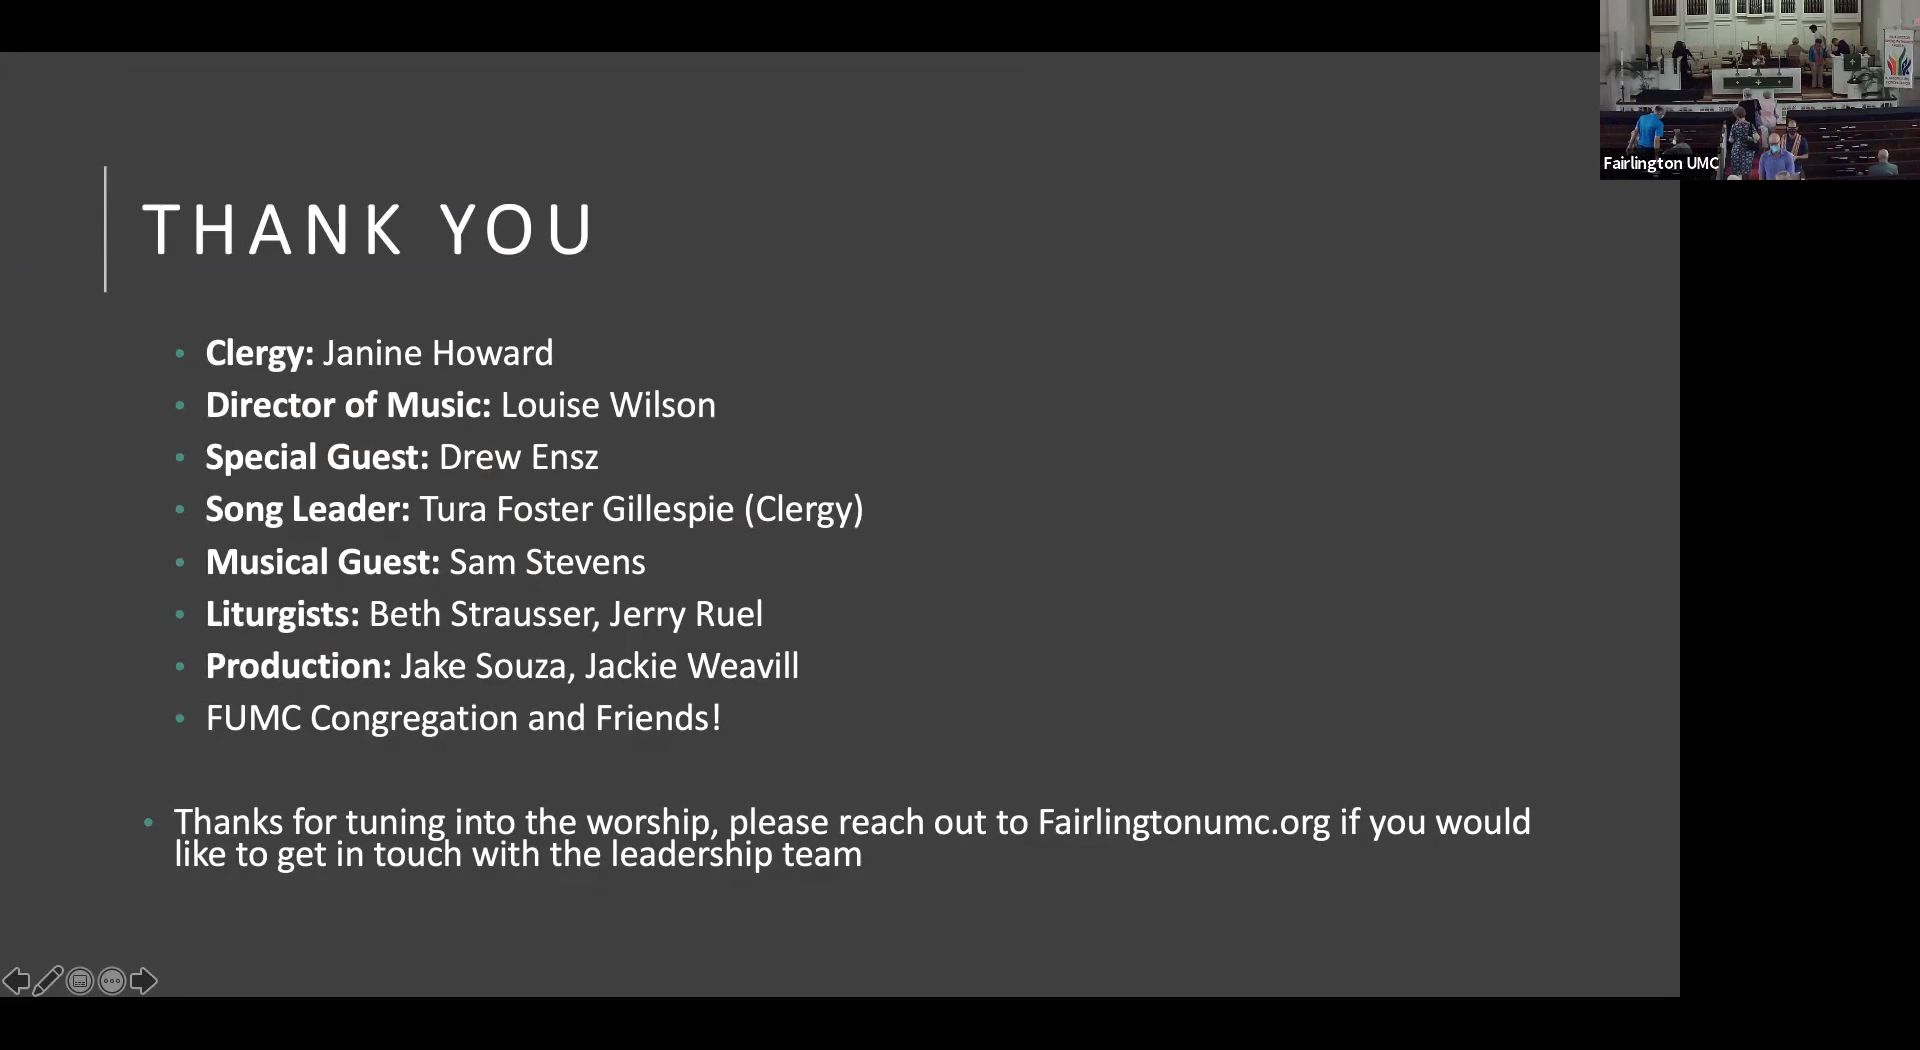 Fairlington UMC
THANK YOU
• Clergy: Janine Howard
• Director of Music: Louise Wilson
• Special Guest: Drew Ensz
• Song Leader: Tura Foster Gillespie (Clergy)
• Musical Guest: Sam Stevens
• Liturgists: Beth Strausser, Jerry Ruel
• Production: Jake Souza, Jackie Weavill
• FUMC Congregation and Friends!
• Thanks for tuning into the worship, please reach out to Fairlingtonumc.org if you would
like to get in touch with the leadership team